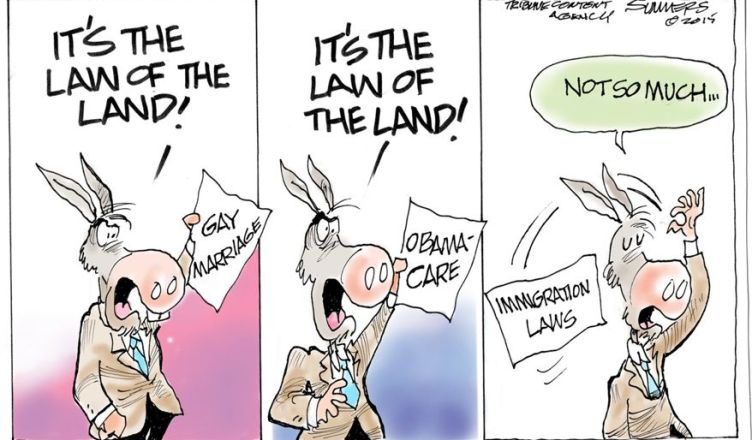 IT'S THE
LAW OF THE
LAND!
GAY
MARRIAGE
IT'S THE
LAW OF
THE LAND!
OBAMA-
CARE
TRIBUNE CONTENT
AGENCY
SUMMERS
©2015
NOT SO MUCH...
IMMIGRATION
LAWS